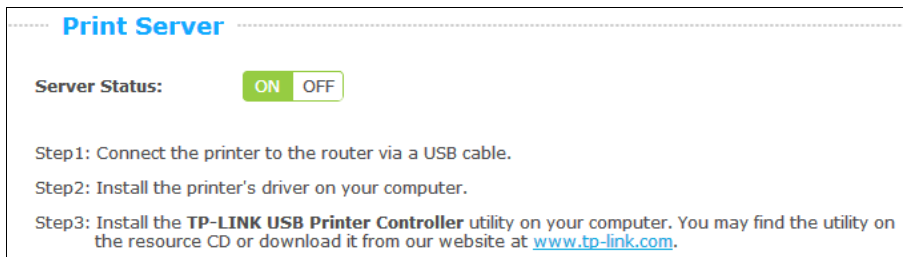 Print Server
Server Status: ON OFF
Step1: Connect the printer to the router via a USB cable.
Step2: Install the printer's driver on your computer.
Step3: Install the TP-LINK USB Printer Controller utility on your computer. You may find the utility on
the resource CD or download it from our website at www.tp-link.com.